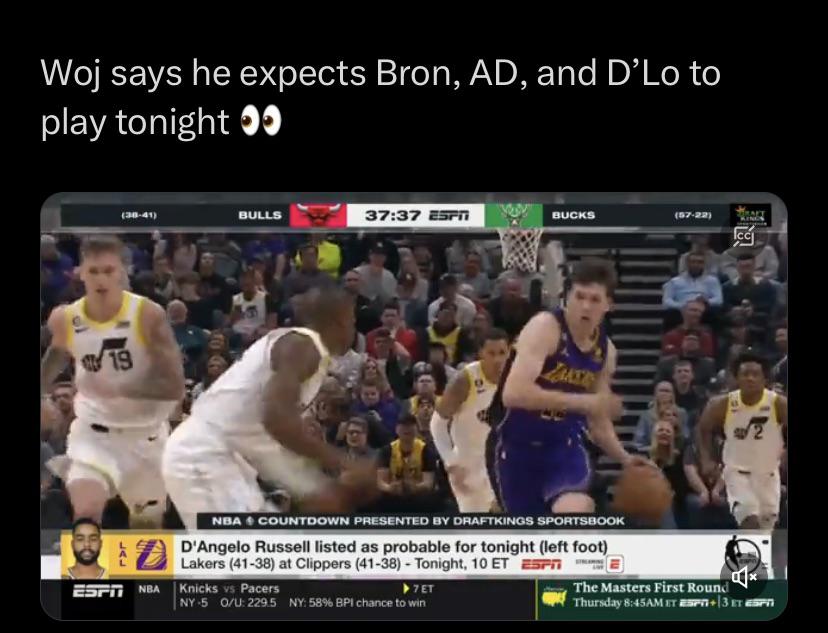 Woj says he expects Bron, AD, and D’Lo to
play tonight 👀
(38-41) BULLS 37:37 ESPN BUCKS (57-22) DRAFT KINGS
CC
19
2
NBA COUNTDOWN PRESENTED BY DRAFTKINGS SPORTSBOOK
LAL
D'Angelo Russell listed as probable for tonight (left foot)
Lakers (41-38) at Clippers (41-38) - Tonight, 10 ET ESPN STREAMING LIVE E
ESPN NBA Knicks vs Pacers 7 ET
NY -5 O/U: 229.5 NY: 58% BPI chance to win
The Masters First Round
Thursday 8:45AM ET ESPN+ | 3 ET ESPN